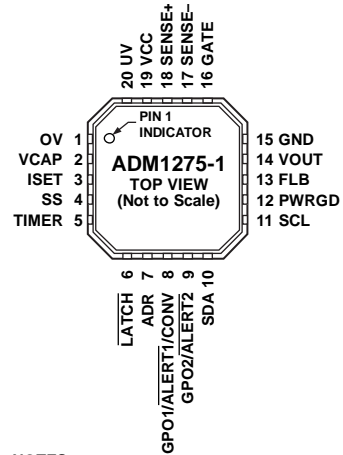 20 UV
19 VCC
18 SENSE+
17 SENSE–
16 GATE
PIN 1
INDICATOR
OV 1
VCAP 2
ISET 3
SS 4
TIMER 5
ADM1275-1
TOP VIEW
(Not to Scale)
15 GND
14 VOUT
13 FLB
12 PWRGD
11 SCL
LATCH 6
ADR 7
GPO1/ALERT1/CONV 8
GPO2/ALERT2 9
SDA 10